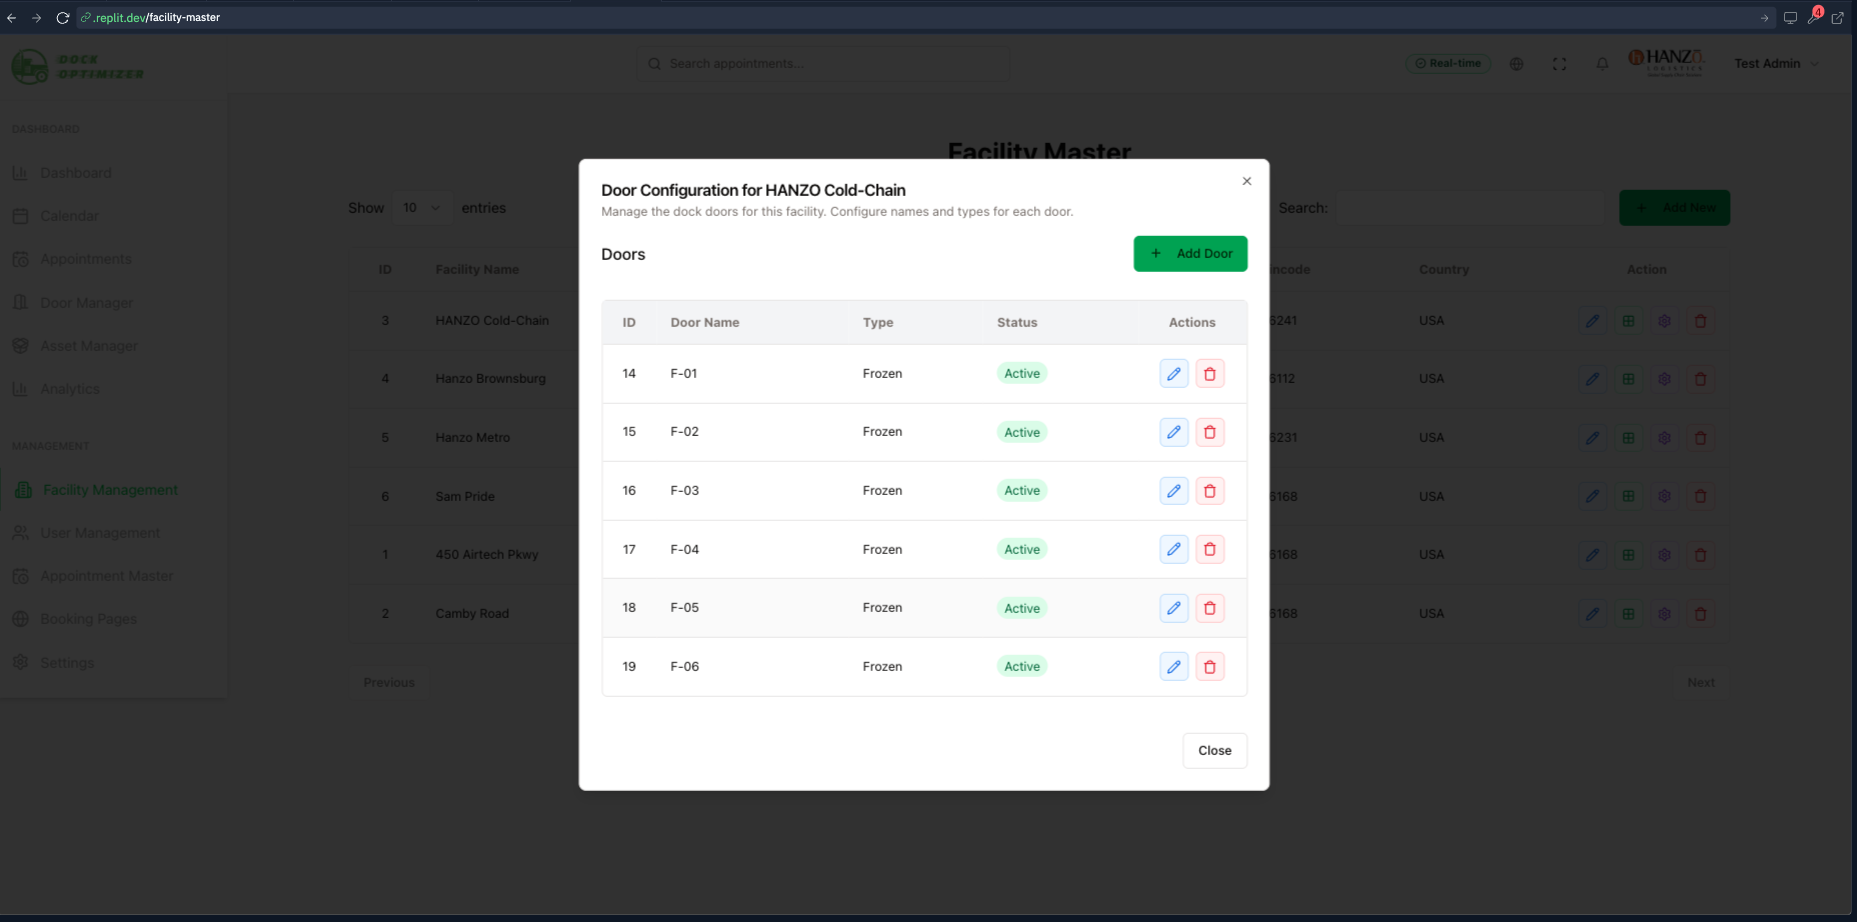 .replit.dev/facility-master
4
DOCK
OPTIMIZER
Search appointments...
Real-time
HANZO
LOGISTICS
Test Admin
DASHBOARD
Dashboard
Calendar
Appointments
Door Manager
Asset Manager
Analytics
MANAGEMENT
Facility Management
User Management
Appointment Master
Booking Pages
Settings
Facility Master
Show 10 entries
Search:
+ Add New
ID Facility Name ncode Country Action
3 HANZO Cold-Chain 6241 USA
4 Hanzo Brownsburg 6112 USA
5 Hanzo Metro 6231 USA
6 Sam Pride 6168 USA
1 450 Airtech Pkwy 6168 USA
2 Camby Road 6168 USA
Previous
Next
Door Configuration for HANZO Cold-Chain
Manage the dock doors for this facility. Configure names and types for each door.
Doors
+ Add Door
ID Door Name Type Status Actions
14 F-01 Frozen Active
15 F-02 Frozen Active
16 F-03 Frozen Active
17 F-04 Frozen Active
18 F-05 Frozen Active
19 F-06 Frozen Active
Close